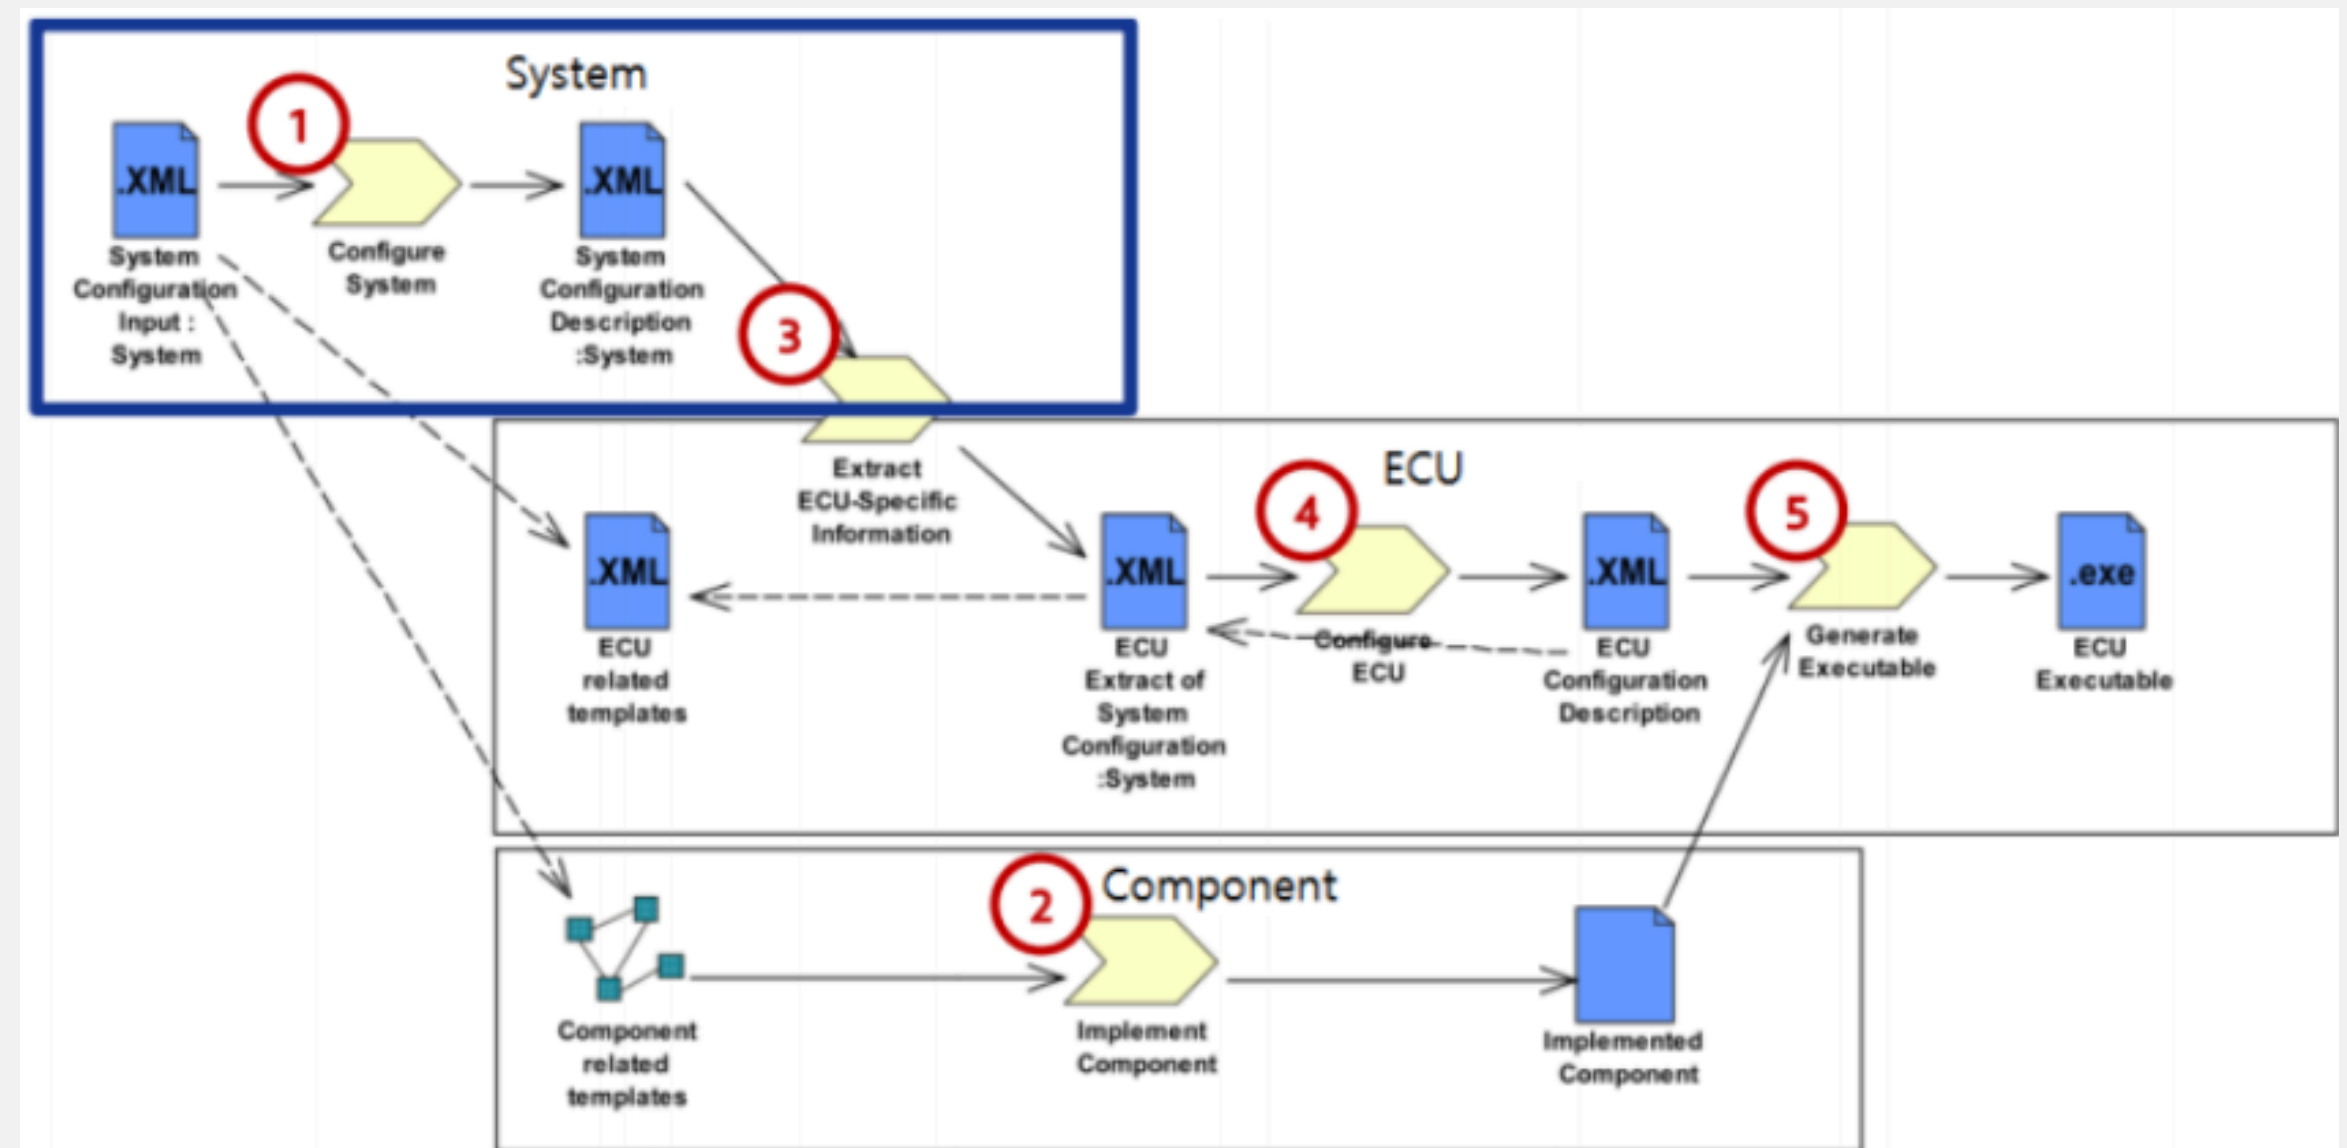 System
1
.XML
System
Configuration
Input :
System
Configure
System
.XML
System
Configuration
Description
:System
3
Extract
ECU-Specific
Information
ECU
.XML
ECU
related
templates
.XML
ECU
Extract of
System
Configuration
:System
4
Configure
ECU
.XML
ECU
Configuration
Description
5
Generate
Executable
.exe
ECU
Executable
Component
Component
related
templates
2
Implement
Component
Implemented
Component